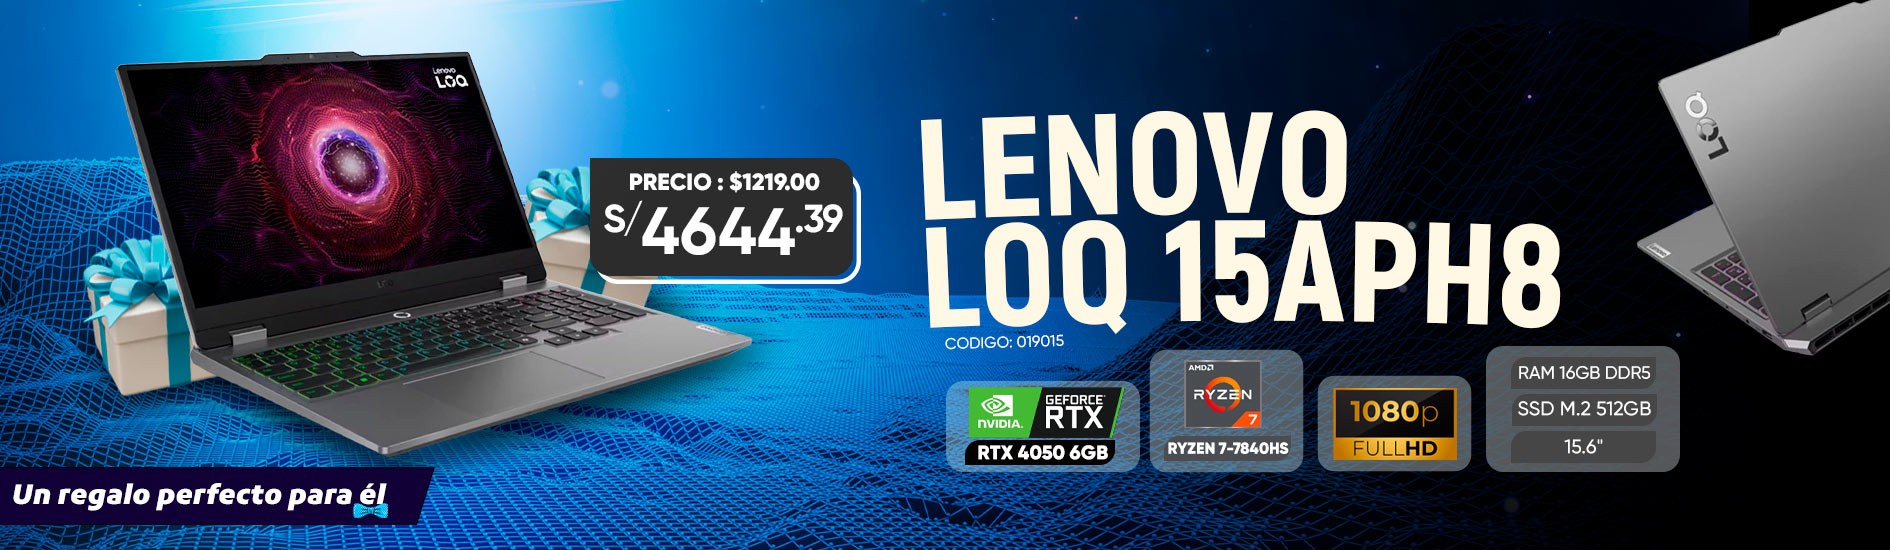 Lenovo
LOQ
PRECIO : $1219.00
S/4644.39
LENOVO
LOQ 15APH8
CODIGO: 019015
NVIDIA.
GEFORCE
RTX
RTX 4050 6GB
AMD
RYZEN
7
RYZEN 7-7840HS
1080p
FULLHD
RAM 16GB DDR5
SSD M.2 512GB
15.6"
Un regalo perfecto para él
LOQ
LOQ
Lenovo